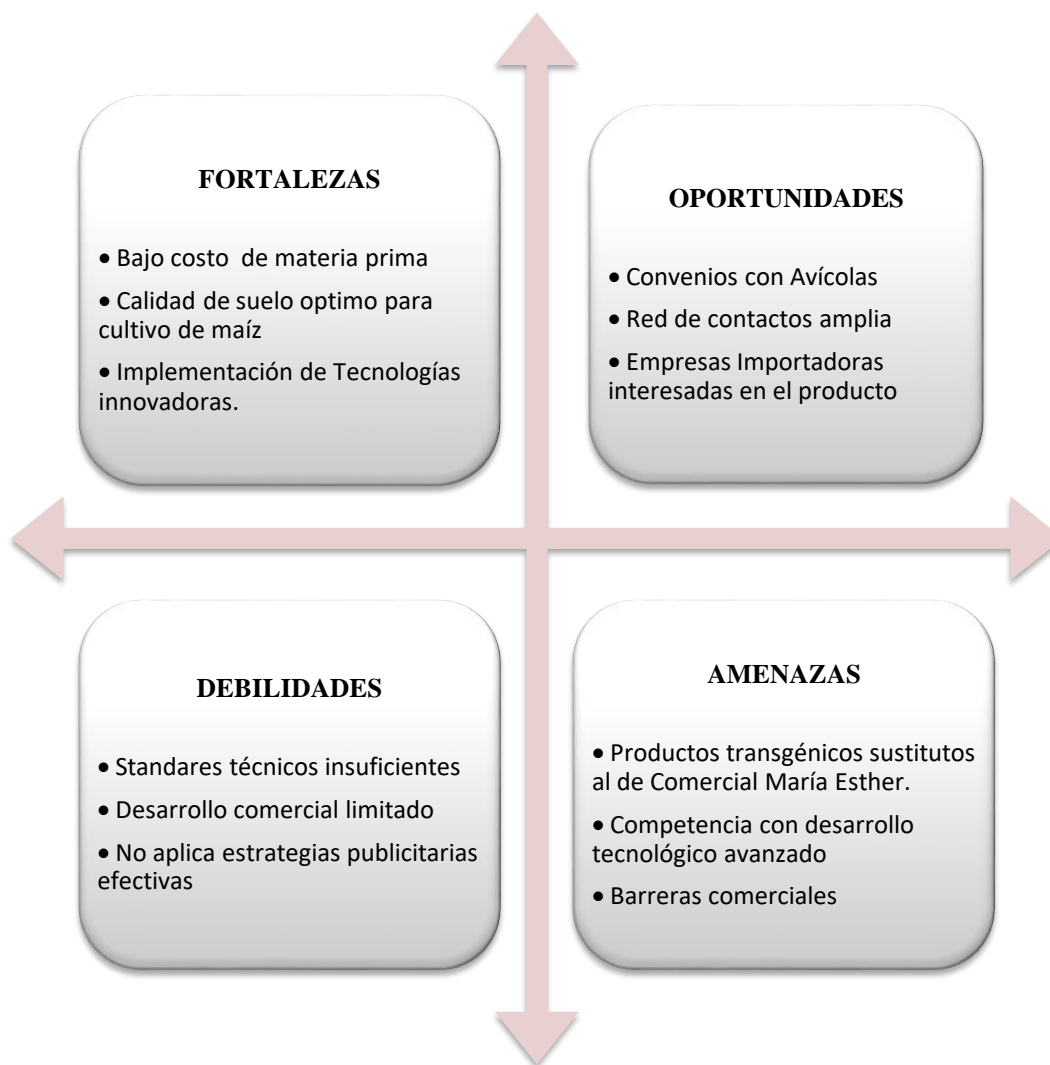 FORTALEZAS
• Bajo costo  de materia prima
• Calidad de suelo optimo para
cultivo de maíz
• Implementación de Tecnologías
innovadoras.
OPORTUNIDADES
• Convenios con Avícolas
• Red de contactos amplia
• Empresas Importadoras
interesadas en el producto
DEBILIDADES
• Standares técnicos insuficientes
• Desarrollo comercial limitado
• No aplica estrategias publicitarias
efectivas
AMENAZAS
• Productos transgénicos sustitutos
al de Comercial María Esther.
• Competencia con desarrollo
tecnológico avanzado
• Barreras comerciales